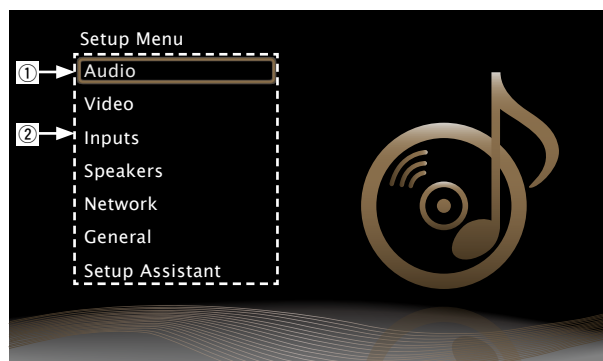 Setup Menu
① Audio
Video
② Inputs
Speakers
Network
General
Setup Assistant